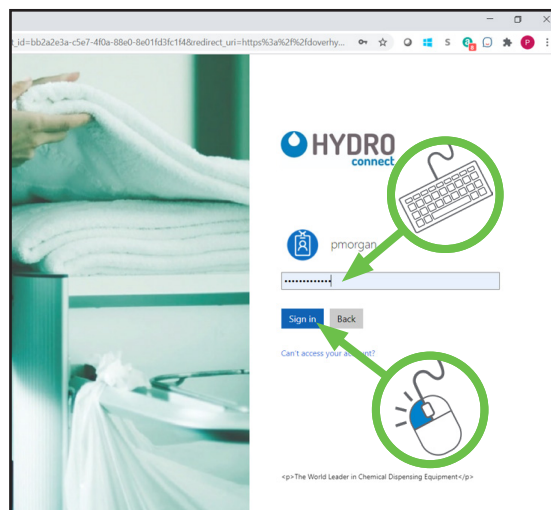 t_id=bb2a2e3a-c5e7-4f0a-88e0-8e01fd3fc1f4&redirect_uri=https%3a%2f%2fdoverhy...
HYDRO
connect
pmorgan
•••••••••••••
Sign in
Back
Can't access your account?
<p>The World Leader in Chemical Dispensing Equipment</p>